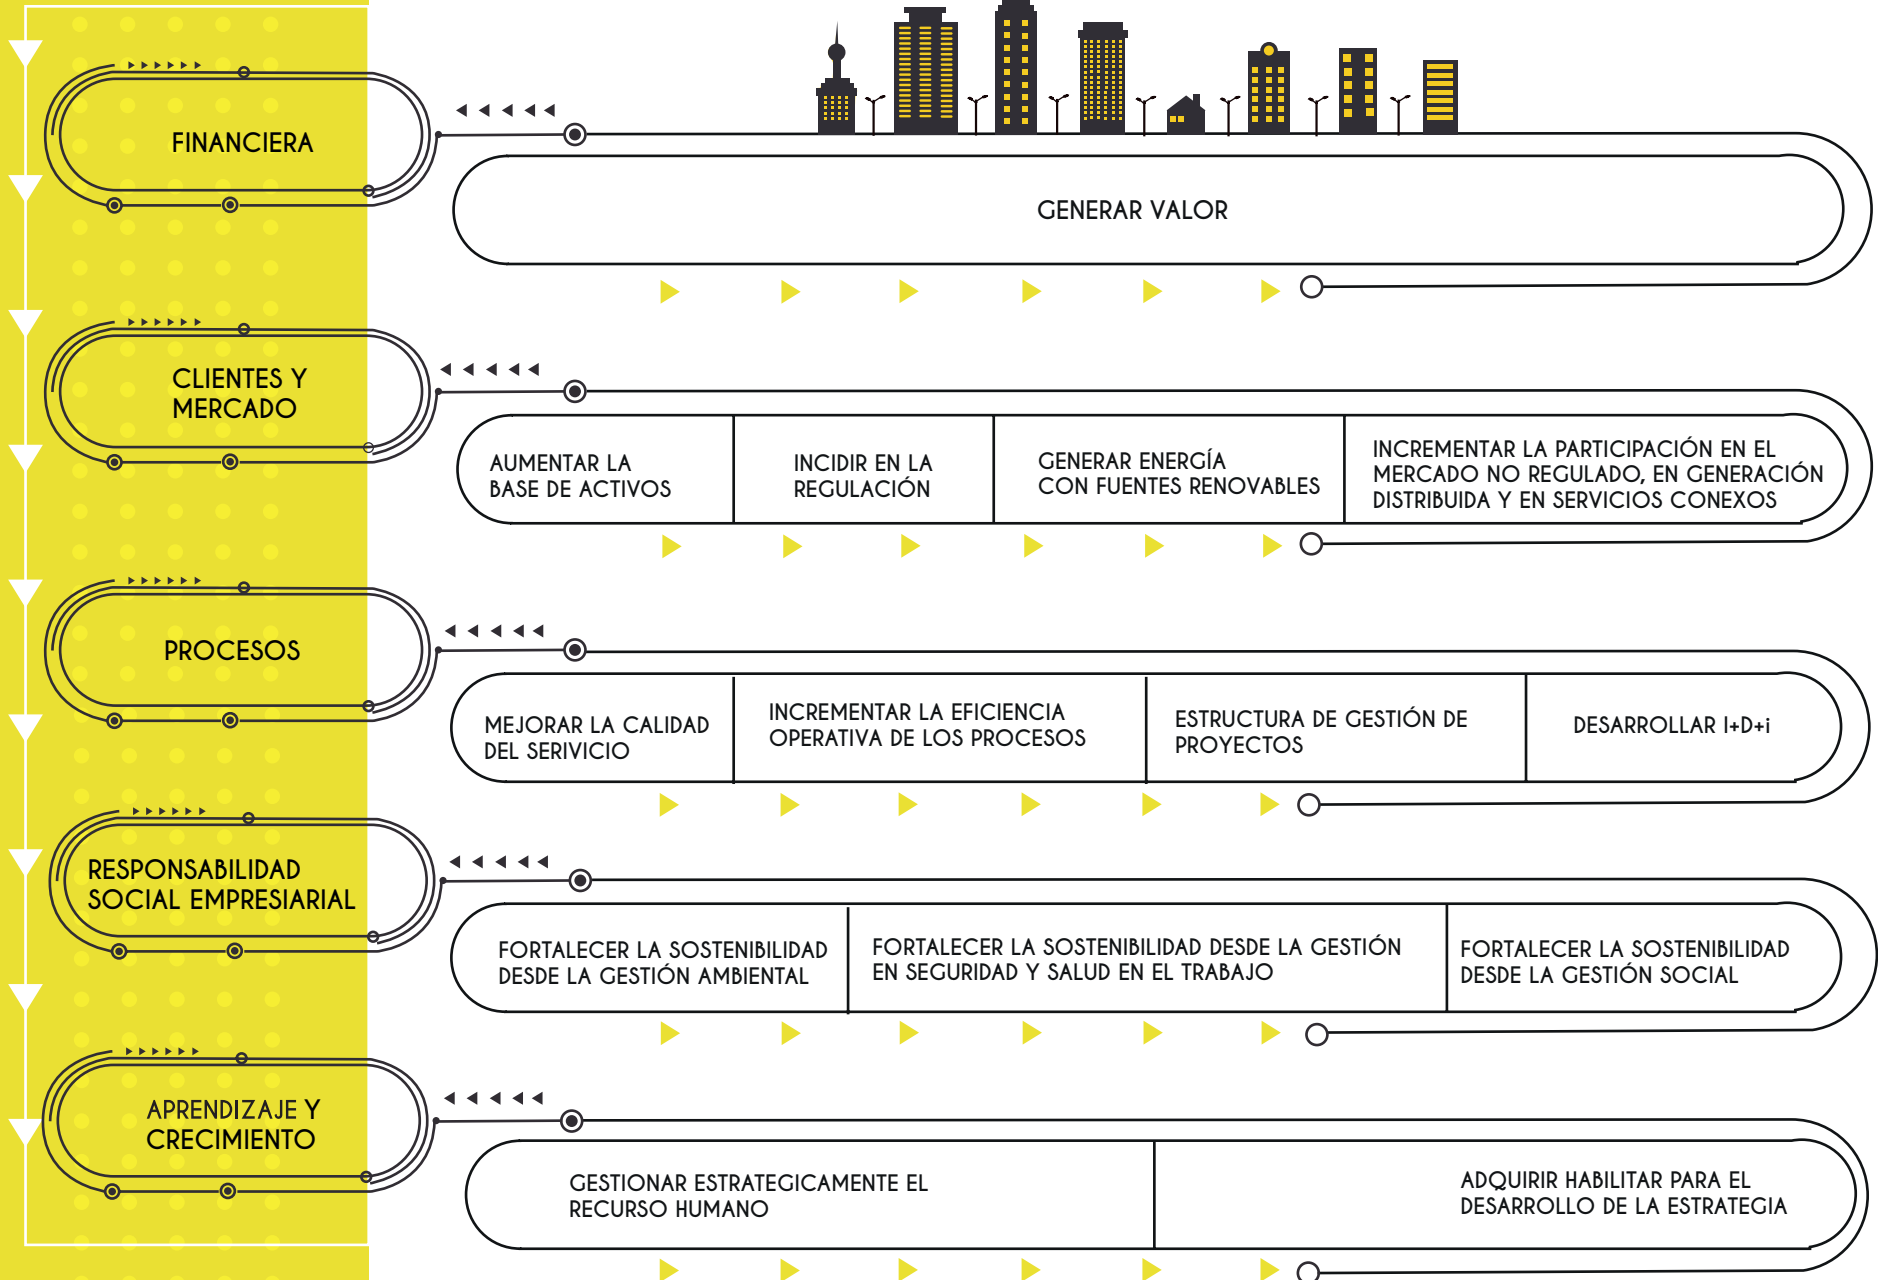 FINANCIERA
GENERAR VALOR
CLIENTES Y
MERCADO
AUMENTAR LA
BASE DE ACTIVOS
INCIDIR EN LA
REGULACIÓN
GENERAR ENERGÍA
CON FUENTES RENOVABLES
INCREMENTAR LA PARTICIPACIÓN EN EL
MERCADO NO REGULADO, EN GENERACIÓN
DISTRIBUIDA Y EN SERVICIOS CONEXOS
PROCESOS
MEJORAR LA CALIDAD
DEL SERIVICIO
INCREMENTAR LA EFICIENCIA
OPERATIVA DE LOS PROCESOS
ESTRUCTURA DE GESTIÓN DE
PROYECTOS
DESARROLLAR I+D+i
RESPONSABILIDAD
SOCIAL EMPRESIARIAL
FORTALECER LA SOSTENIBILIDAD
DESDE LA GESTIÓN AMBIENTAL
FORTALECER LA SOSTENIBILIDAD DESDE LA GESTIÓN
EN SEGURIDAD Y SALUD EN EL TRABAJO
FORTALECER LA SOSTENIBILIDAD
DESDE LA GESTIÓN SOCIAL
APRENDIZAJE Y
CRECIMIENTO
GESTIONAR ESTRATEGICAMENTE EL
RECURSO HUMANO
ADQUIRIR HABILITAR PARA EL
DESARROLLO DE LA ESTRATEGIA